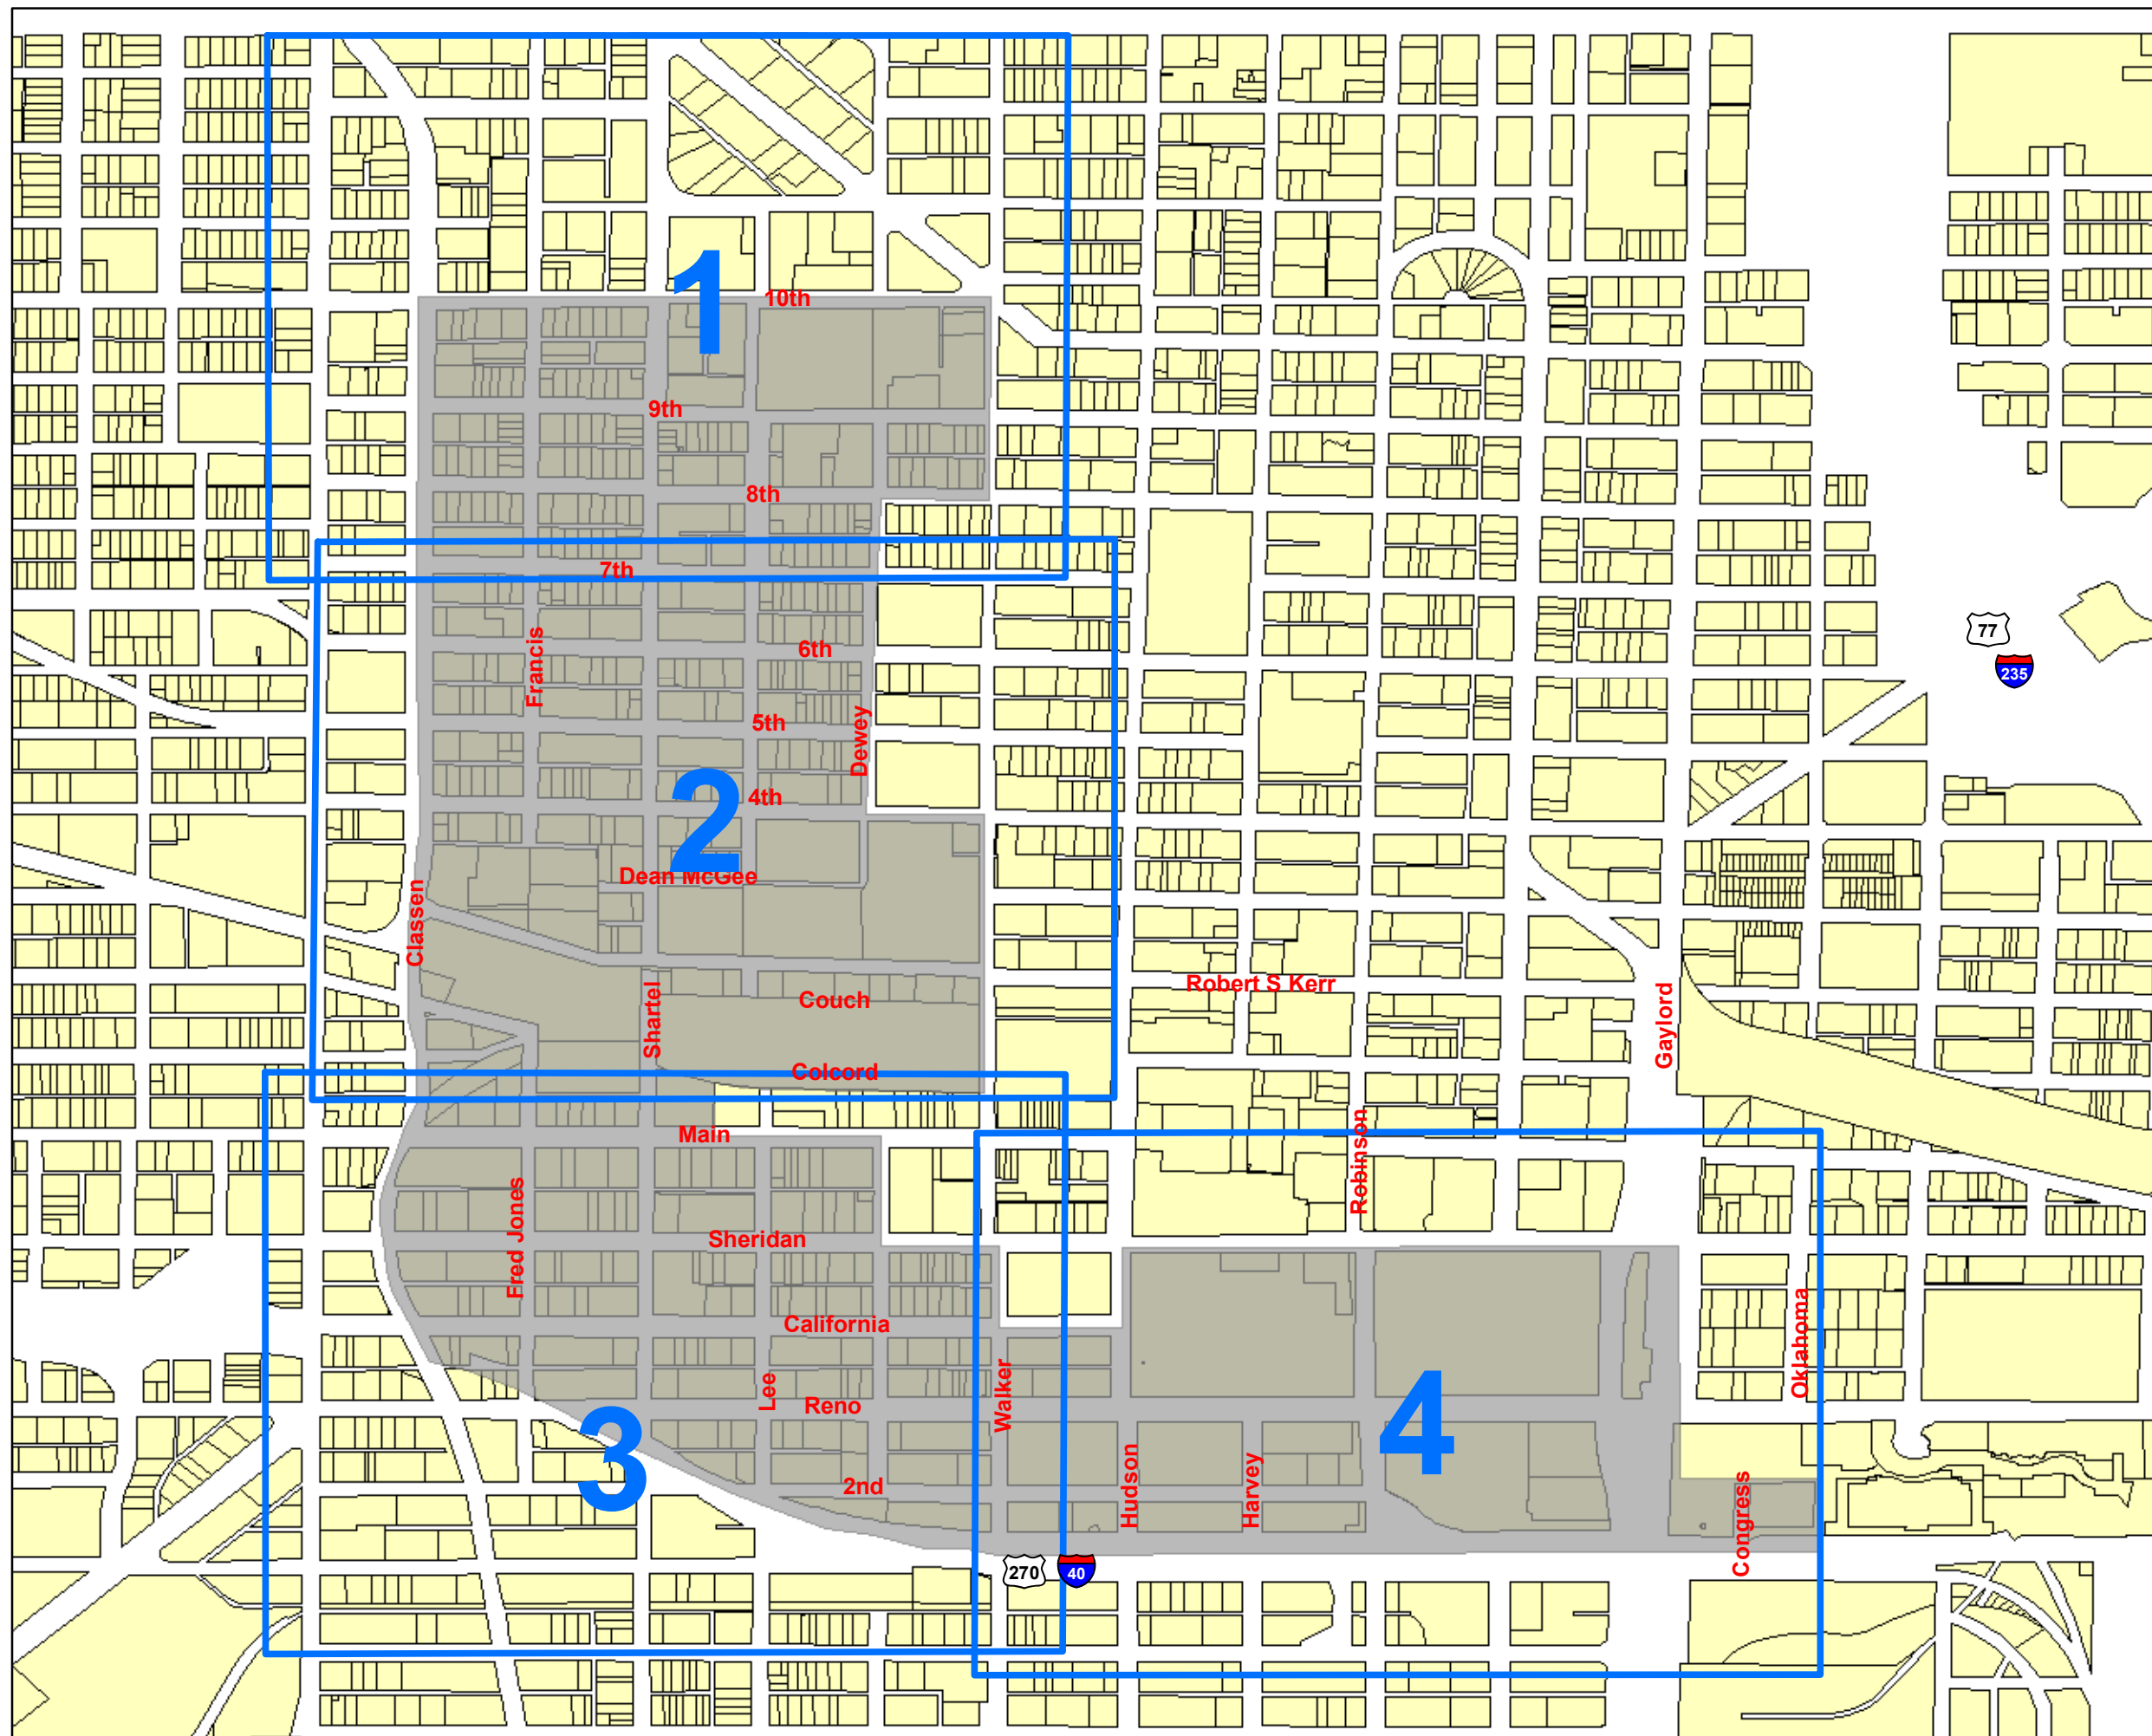 1
10th
9th
8th
7th
Francis
6th
77
235
5th
Dewey
2
4th
Dean McGee
Classen
Robert S Kerr
Shartel
Couch
Gaylord
Colcord
Main
Robinson
Fred Jones
Sheridan
California
Oklahoma
Walker
Lee
Reno
3
4
2nd
Hudson
Harvey
Congress
270
40